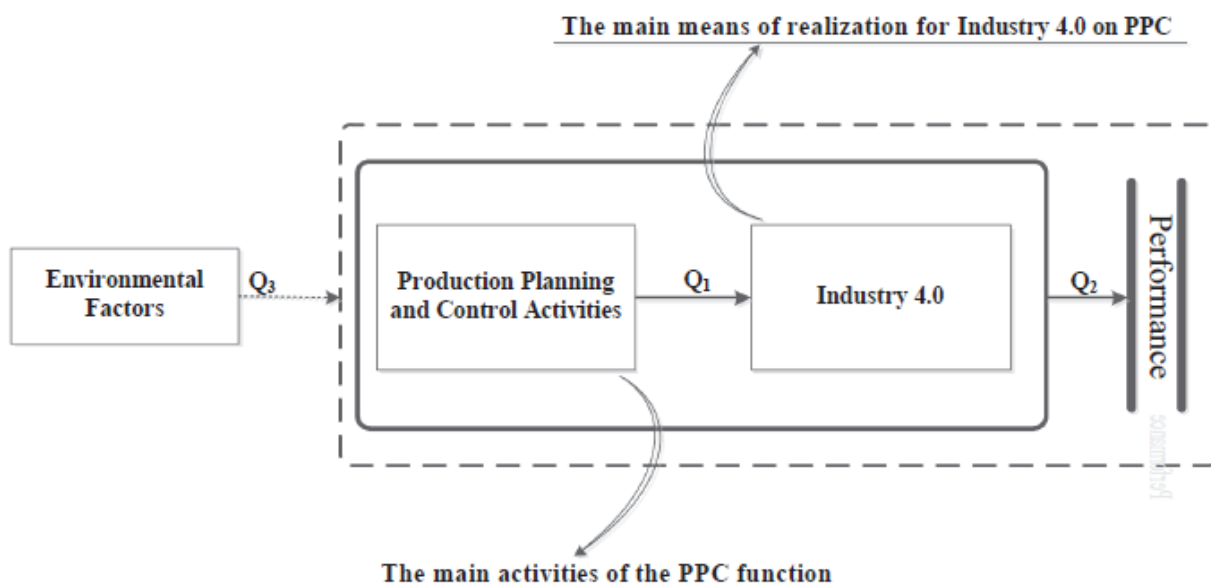 The main means of realization for Industry 4.0 on PPC
Environmental
Factors
Q3
Production Planning
and Control Activities
Q1
Industry 4.0
Q2
Performance
Performance
The main activities of the PPC function